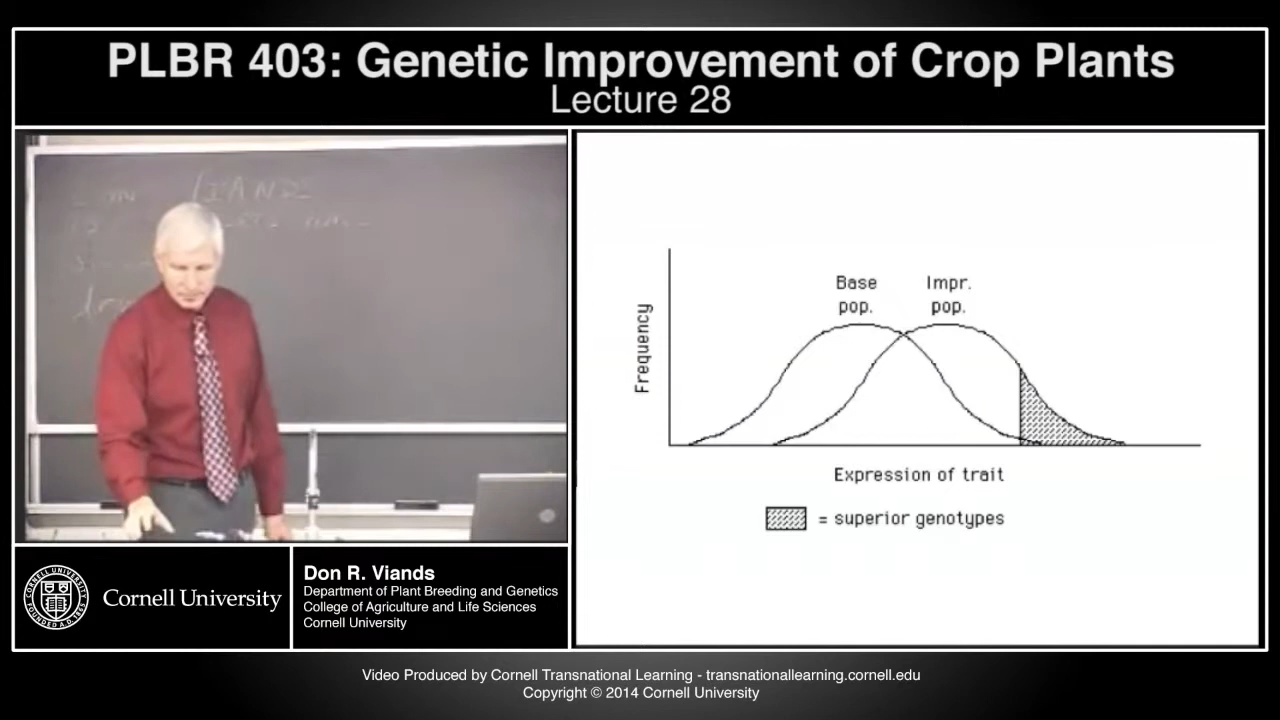 PLBR 403: Genetic Improvement of Crop Plants
Lecture 28
Base
pop.
Impr.
pop.
Frequency
Expression of trait
= superior genotypes
Cornell University
Don R. Viands
Department of Plant Breeding and Genetics
College of Agriculture and Life Sciences
Cornell University
Video Produced by Cornell Transnational Learning - transnationallearning.cornell.edu
Copyright © 2014 Cornell University